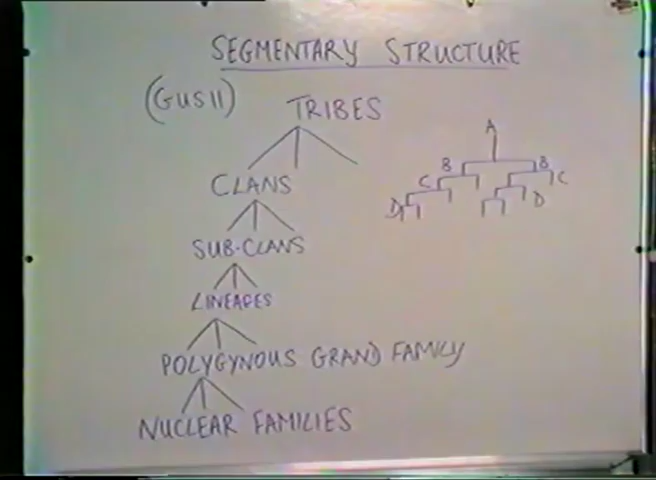 SEGMENTARY STRUCTURE
(GUSII)
TRIBES
A
B B
C C
D D
CLANS
SUB-CLANS
LINEAGES
POLYGYNOUS GRAND FAMILY
NUCLEAR FAMILIES